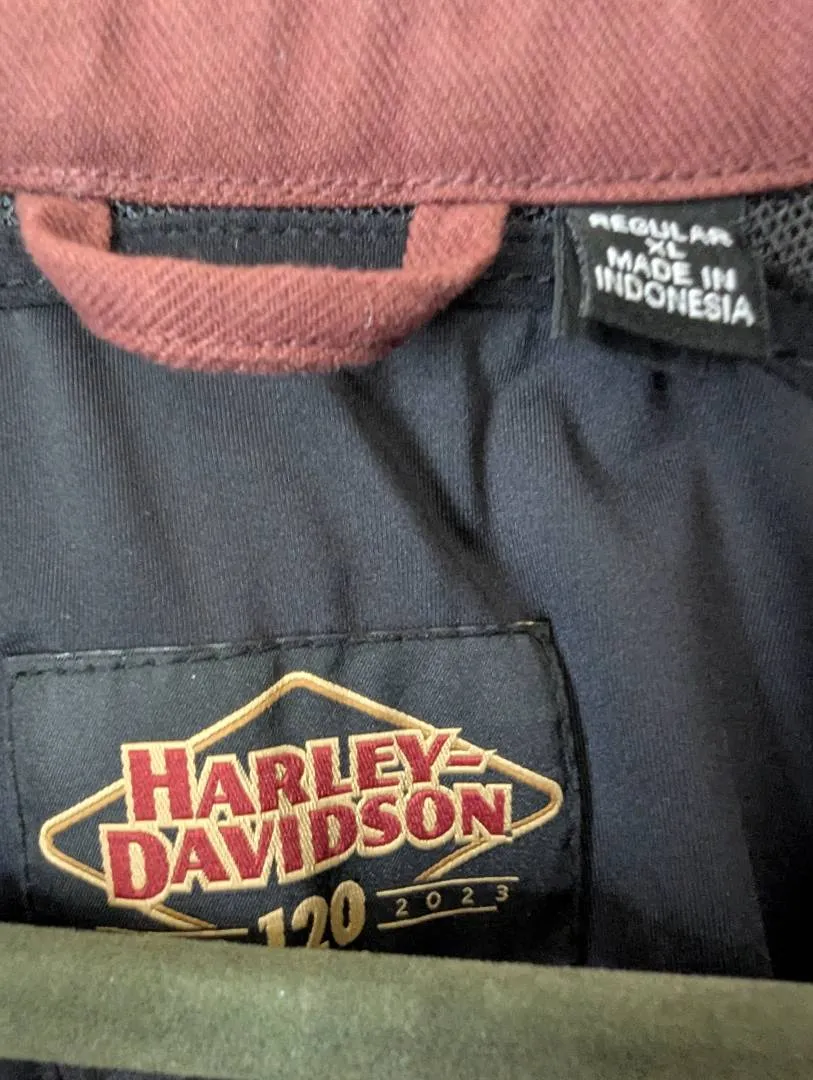 REGULAR
XL
MADE IN
INDONESIA
HARLEY-
DAVIDSON
120 2023